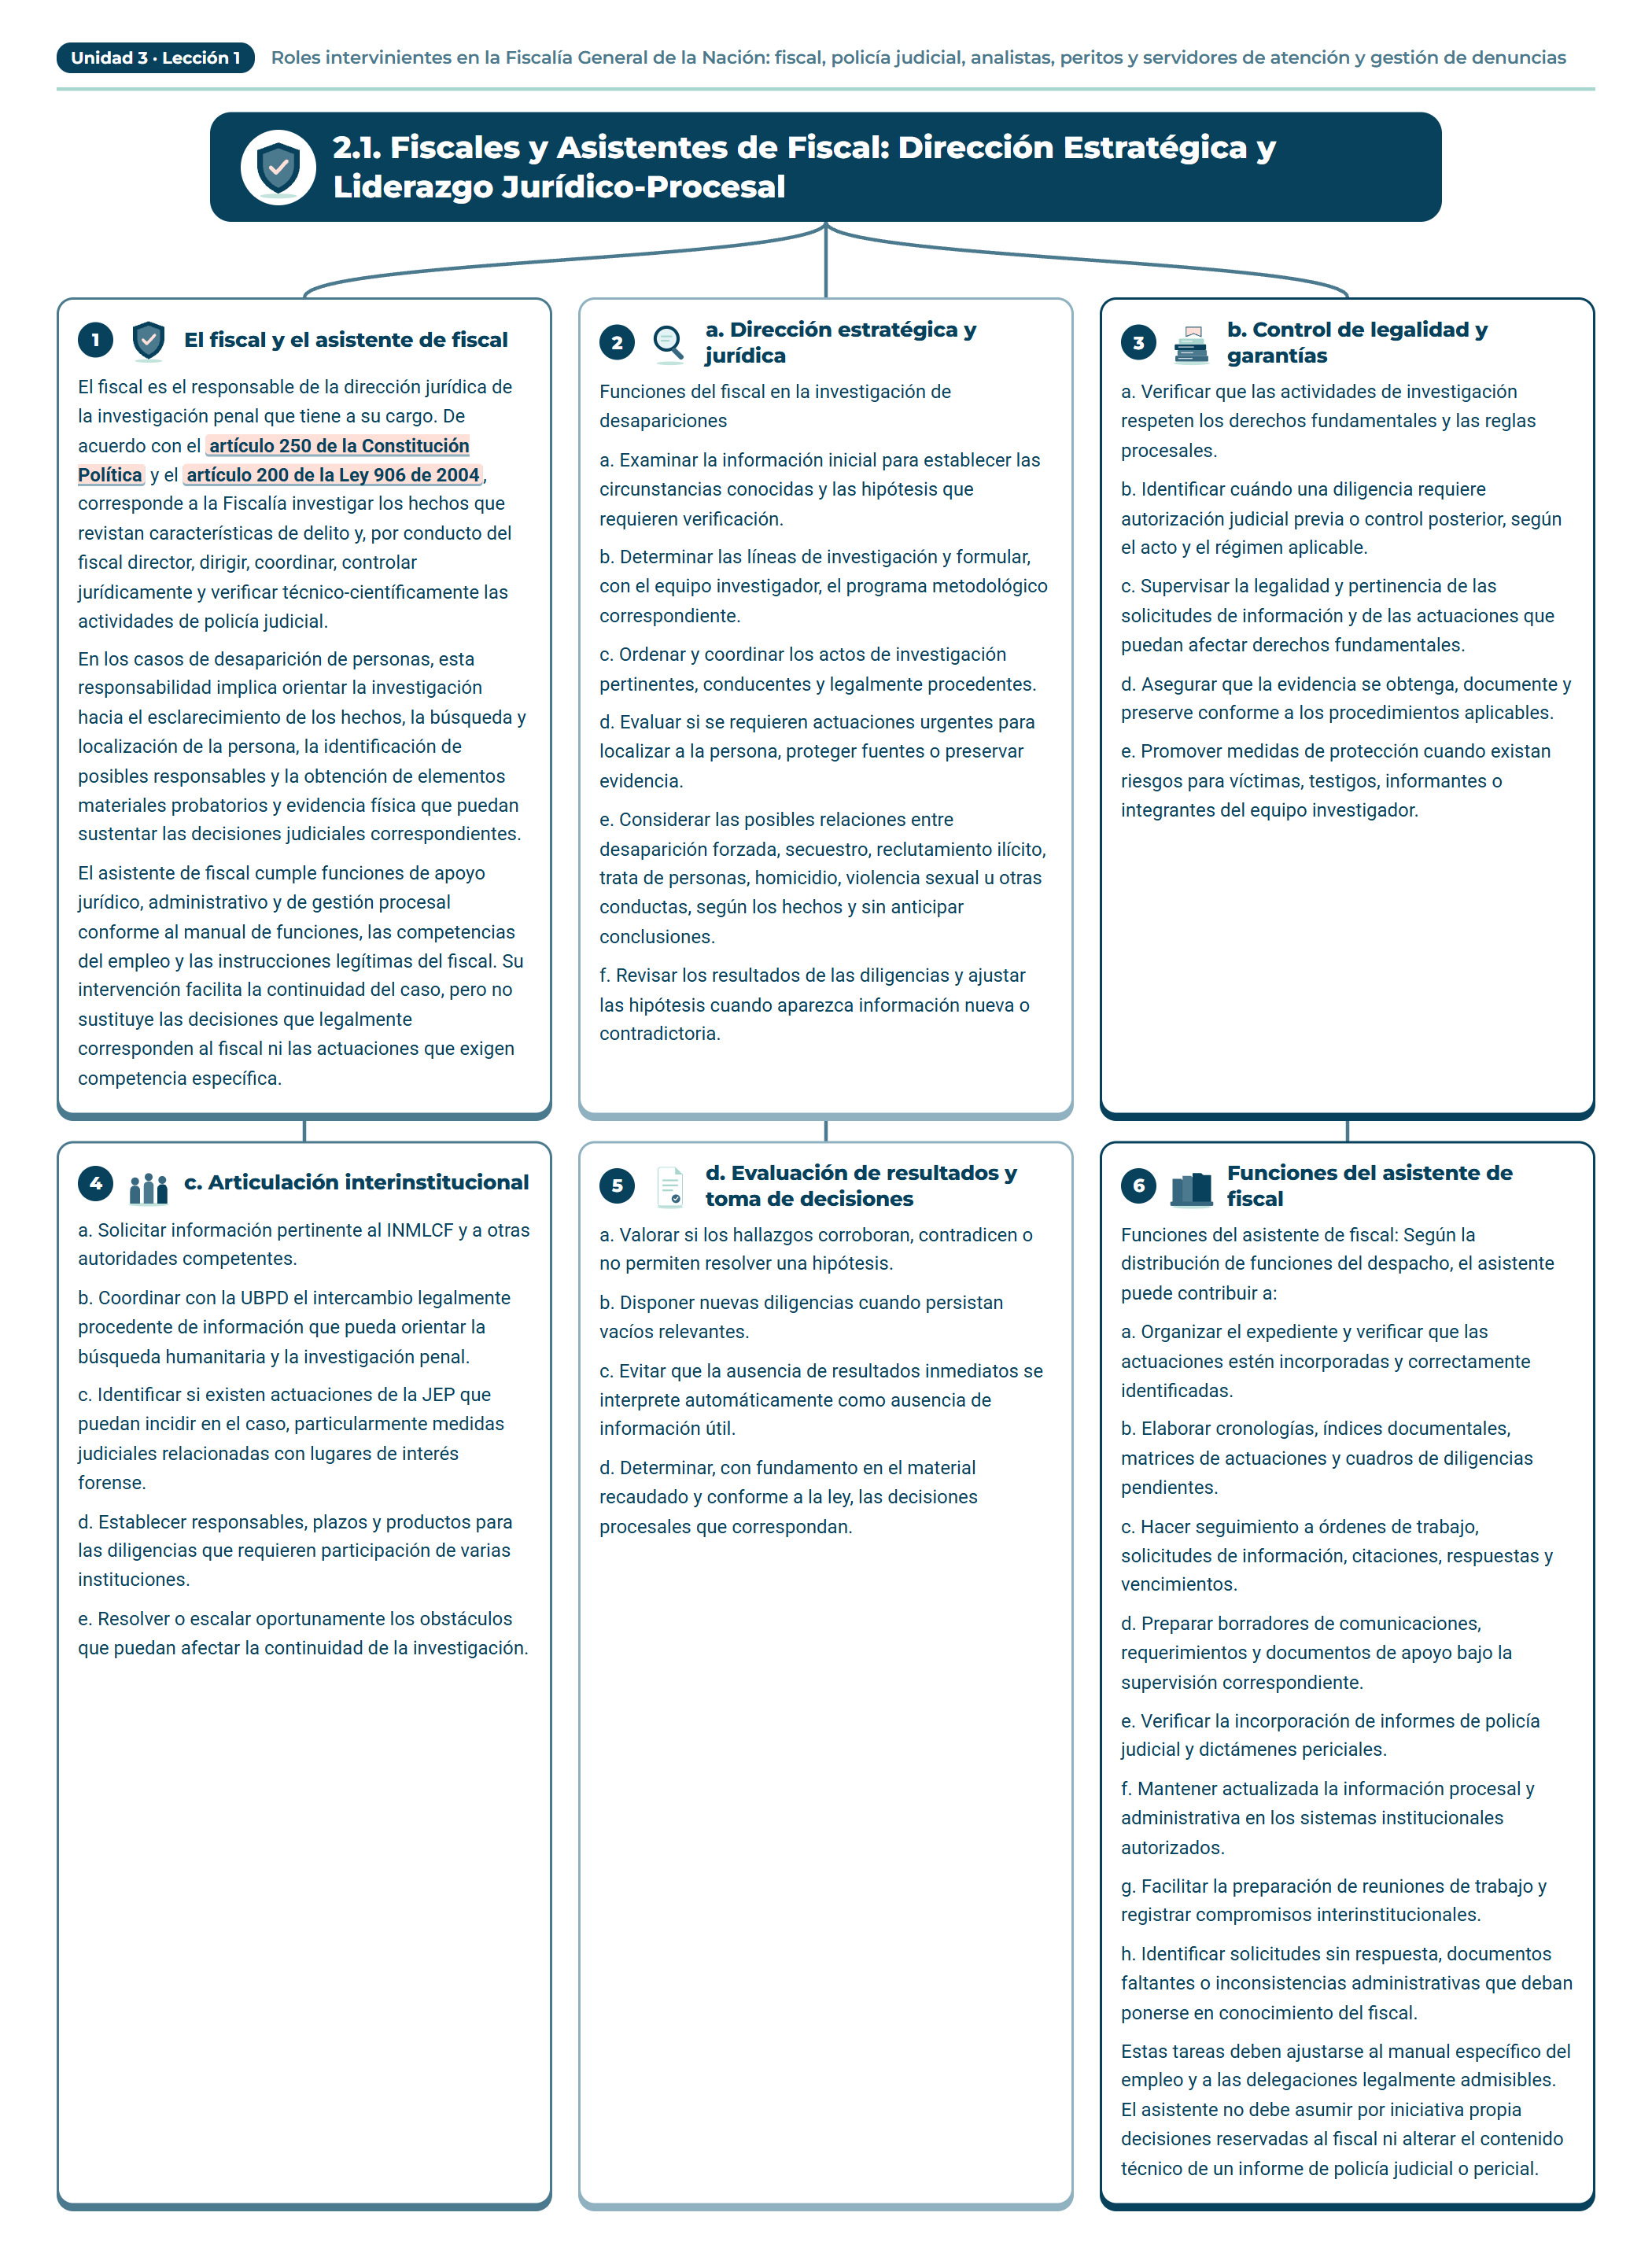 Unidad 3 · Lección 1
Roles intervinientes en la Fiscalía General de la Nación: fiscal, policía judicial, analistas, peritos y servidores de atención y gestión de denuncias
2.1. Fiscales y Asistentes de Fiscal: Dirección Estratégica y
Liderazgo Jurídico-Procesal
1
El fiscal y el asistente de fiscal
El fiscal es el responsable de la dirección jurídica de
la investigación penal que tiene a su cargo. De
acuerdo con el artículo 250 de la Constitución
Política y el artículo 200 de la Ley 906 de 2004,
corresponde a la Fiscalía investigar los hechos que
revistan características de delito y, por conducto del
fiscal director, dirigir, coordinar, controlar
jurídicamente y verificar técnico-científicamente las
actividades de policía judicial.
En los casos de desaparición de personas, esta
responsabilidad implica orientar la investigación
hacia el esclarecimiento de los hechos, la búsqueda y
localización de la persona, la identificación de
posibles responsables y la obtención de elementos
materiales probatorios y evidencia física que puedan
sustentar las decisiones judiciales correspondientes.
El asistente de fiscal cumple funciones de apoyo
jurídico, administrativo y de gestión procesal
conforme al manual de funciones, las competencias
del empleo y las instrucciones legítimas del fiscal. Su
intervención facilita la continuidad del caso, pero no
sustituye las decisiones que legalmente
corresponden al fiscal ni las actuaciones que exigen
competencia específica.
2
a. Dirección estratégica y
jurídica
Funciones del fiscal en la investigación de
desapariciones
a. Examinar la información inicial para establecer las
circunstancias conocidas y las hipótesis que
requieren verificación.
b. Determinar las líneas de investigación y formular,
con el equipo investigador, el programa metodológico
correspondiente.
c. Ordenar y coordinar los actos de investigación
pertinentes, conducentes y legalmente procedentes.
d. Evaluar si se requieren actuaciones urgentes para
localizar a la persona, proteger fuentes o preservar
evidencia.
e. Considerar las posibles relaciones entre
desaparición forzada, secuestro, reclutamiento ilícito,
trata de personas, homicidio, violencia sexual u otras
conductas, según los hechos y sin anticipar
conclusiones.
f. Revisar los resultados de las diligencias y ajustar
las hipótesis cuando aparezca información nueva o
contradictoria.
3
b. Control de legalidad y
garantías
a. Verificar que las actividades de investigación
respeten los derechos fundamentales y las reglas
procesales.
b. Identificar cuándo una diligencia requiere
autorización judicial previa o control posterior, según
el acto y el régimen aplicable.
c. Supervisar la legalidad y pertinencia de las
solicitudes de información y de las actuaciones que
puedan afectar derechos fundamentales.
d. Asegurar que la evidencia se obtenga, documente y
preserve conforme a los procedimientos aplicables.
e. Promover medidas de protección cuando existan
riesgos para víctimas, testigos, informantes o
integrantes del equipo investigador.
4
c. Articulación interinstitucional
a. Solicitar información pertinente al INMLCF y a otras
autoridades competentes.
b. Coordinar con la UBPD el intercambio legalmente
procedente de información que pueda orientar la
búsqueda humanitaria y la investigación penal.
c. Identificar si existen actuaciones de la JEP que
puedan incidir en el caso, particularmente medidas
judiciales relacionadas con lugares de interés
forense.
d. Establecer responsables, plazos y productos para
las diligencias que requieren participación de varias
instituciones.
e. Resolver o escalar oportunamente los obstáculos
que puedan afectar la continuidad de la investigación.
5
d. Evaluación de resultados y
toma de decisiones
a. Valorar si los hallazgos corroboran, contradicen o
no permiten resolver una hipótesis.
b. Disponer nuevas diligencias cuando persistan
vacíos relevantes.
c. Evitar que la ausencia de resultados inmediatos se
interprete automáticamente como ausencia de
información útil.
d. Determinar, con fundamento en el material
recaudado y conforme a la ley, las decisiones
procesales que correspondan.
6
Funciones del asistente de
fiscal
Funciones del asistente de fiscal: Según la
distribución de funciones del despacho, el asistente
puede contribuir a:
a. Organizar el expediente y verificar que las
actuaciones estén incorporadas y correctamente
identificadas.
b. Elaborar cronologías, índices documentales,
matrices de actuaciones y cuadros de diligencias
pendientes.
c. Hacer seguimiento a órdenes de trabajo,
solicitudes de información, citaciones, respuestas y
vencimientos.
d. Preparar borradores de comunicaciones,
requerimientos y documentos de apoyo bajo la
supervisión correspondiente.
e. Verificar la incorporación de informes de policía
judicial y dictámenes periciales.
f. Mantener actualizada la información procesal y
administrativa en los sistemas institucionales
autorizados.
g. Facilitar la preparación de reuniones de trabajo y
registrar compromisos interinstitucionales.
h. Identificar solicitudes sin respuesta, documentos
faltantes o inconsistencias administrativas que deban
ponerse en conocimiento del fiscal.
Estas tareas deben ajustarse al manual específico del
empleo y a las delegaciones legalmente admisibles.
El asistente no debe asumir por iniciativa propia
decisiones reservadas al fiscal ni alterar el contenido
técnico de un informe de policía judicial o pericial.